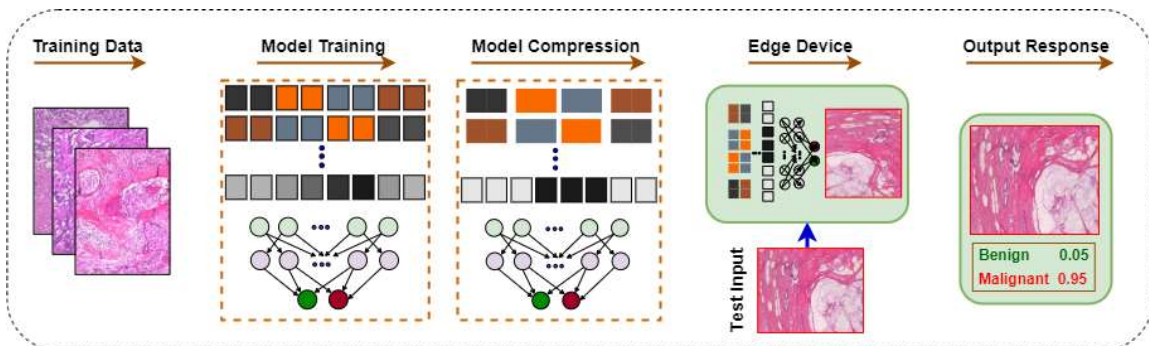 Training Data
Model Training
Model Compression
Edge Device
Output Response
Test Input
Benign 0.05
Malignant 0.95